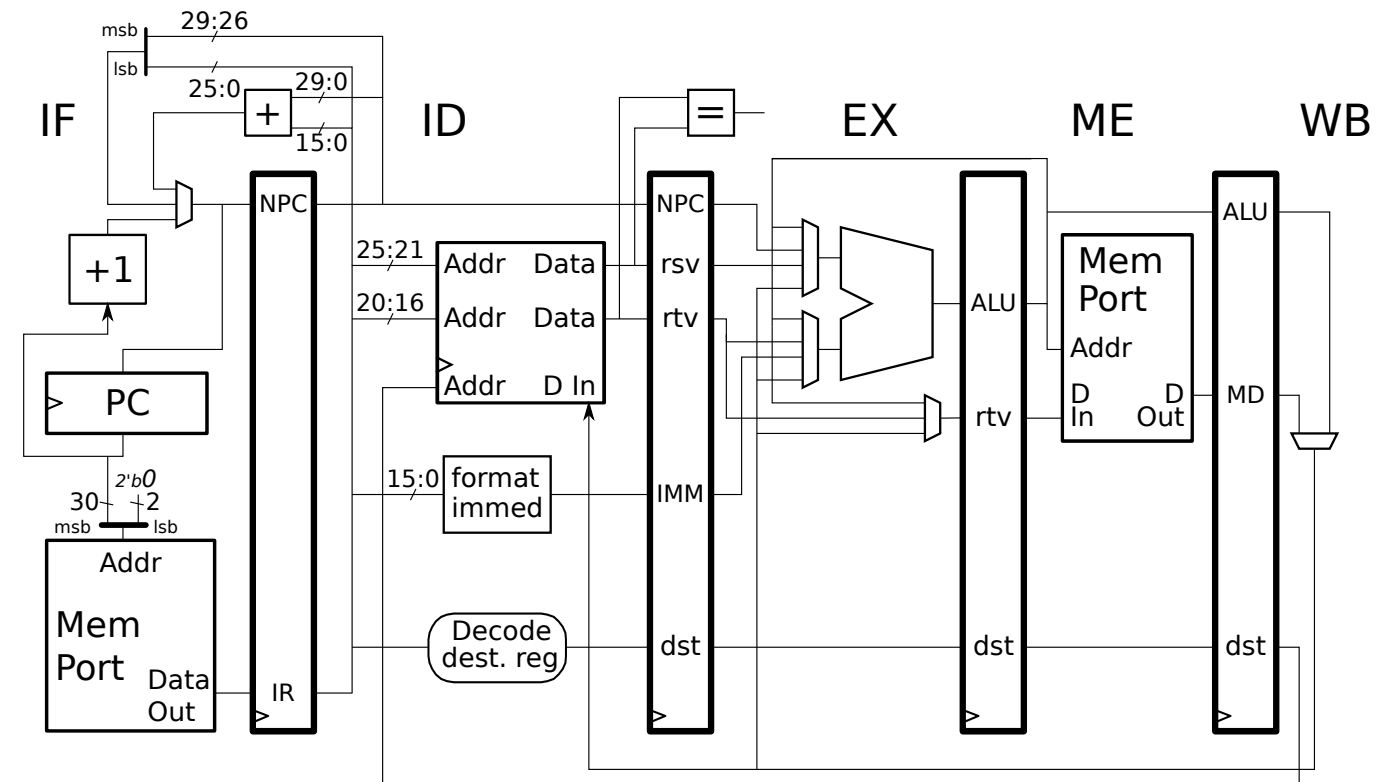 29:26
msb
lsb
25:0
29:0
+
15:0
IF
ID
=
EX
ME
WB
NPC
NPC
ALU
+1
25:21
Addr
Data
rsv
20:16
Addr
Data
rtv
Addr
D In
ALU
Mem
Port
Addr
D
In
D
Out
MD
PC
rtv
2'b0
30
2
msb
lsb
15:0
format
immed
IMM
Addr
Mem
Port
Data
Out
IR
Decode
dest. reg
dst
dst
dst